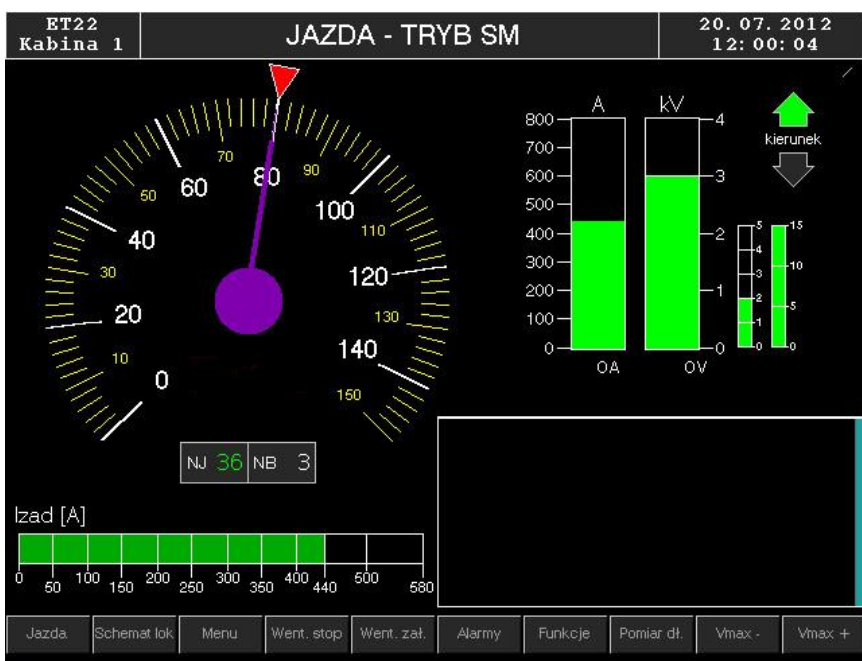 ET22
Kabina 1
JAZDA - TRYB SM
20. 07. 2012
12: 00: 04
0
10
20
30
40
50
60
70
80
90
100
110
120
130
140
150
A
800
700
600
500
400
300
200
100
0
0A
kV
4
3
2
1
0
0V
kierunek
5
4
3
2
1
0
15
10
5
0
NJ 36 NB 3
Izad [A]
0 50 100 150 200 250 300 350 400 440 500 580
Jazda Schemat lok Menu Went. stop Went. zał. Alarmy Funkcje Pomiar dł. Vmax - Vmax +